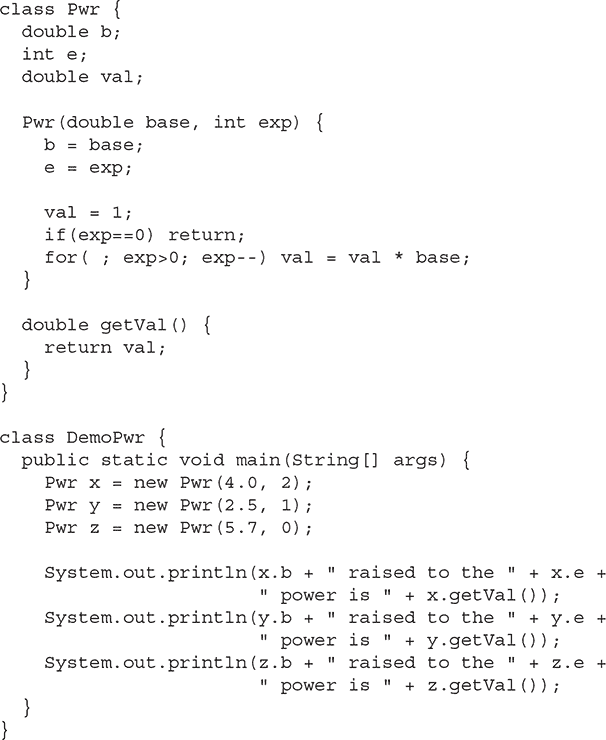 class Pwr {
  double b;
  int e;
  double val;

  Pwr(double base, int exp) {
    b = base;
    e = exp;

    val = 1;
    if(exp==0) return;
    for( ; exp>0; exp--) val = val * base;
  }

  double getVal() {
    return val;
  }
}

class DemoPwr {
  public static void main(String[] args) {
    Pwr x = new Pwr(4.0, 2);
    Pwr y = new Pwr(2.5, 1);
    Pwr z = new Pwr(5.7, 0);

    System.out.println(x.b + " raised to the " + x.e +
                       " power is " + x.getVal());
    System.out.println(y.b + " raised to the " + y.e +
                       " power is " + y.getVal());
    System.out.println(z.b + " raised to the " + z.e +
                       " power is " + z.getVal());
  }
}